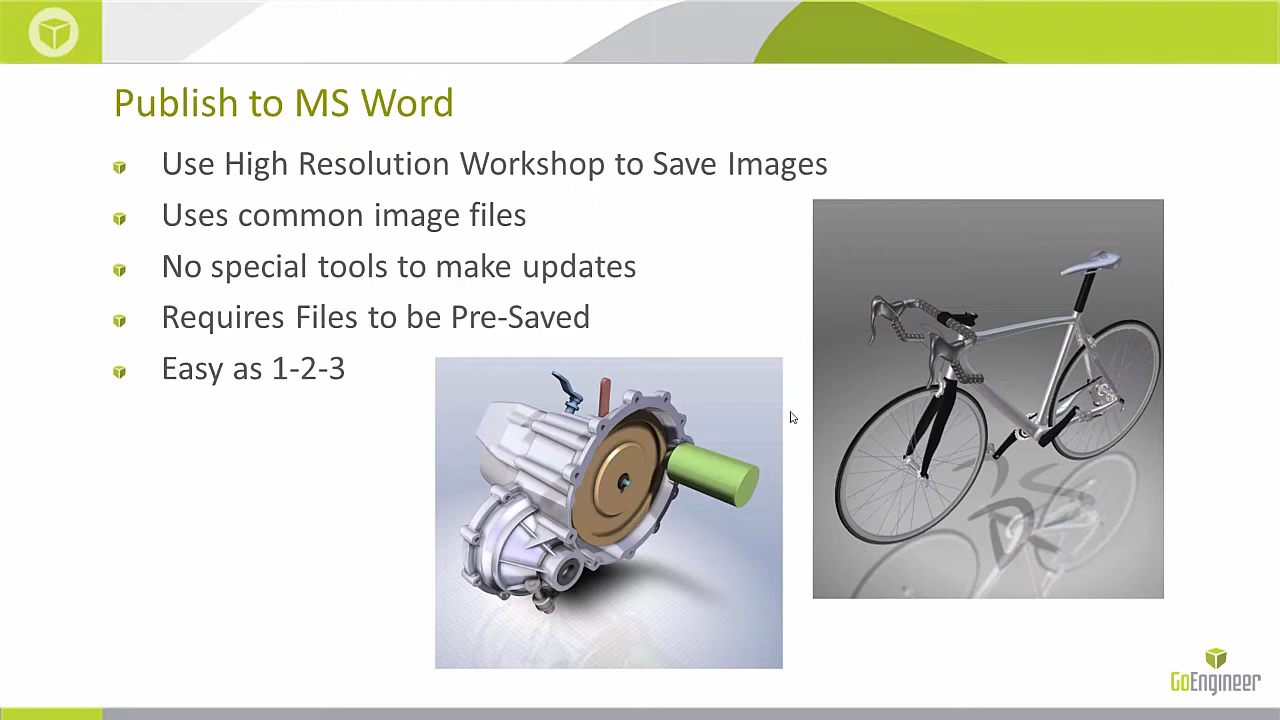 Publish to MS Word
Use High Resolution Workshop to Save Images
Uses common image files
No special tools to make updates
Requires Files to be Pre-Saved
Easy as 1-2-3
GoEngineer